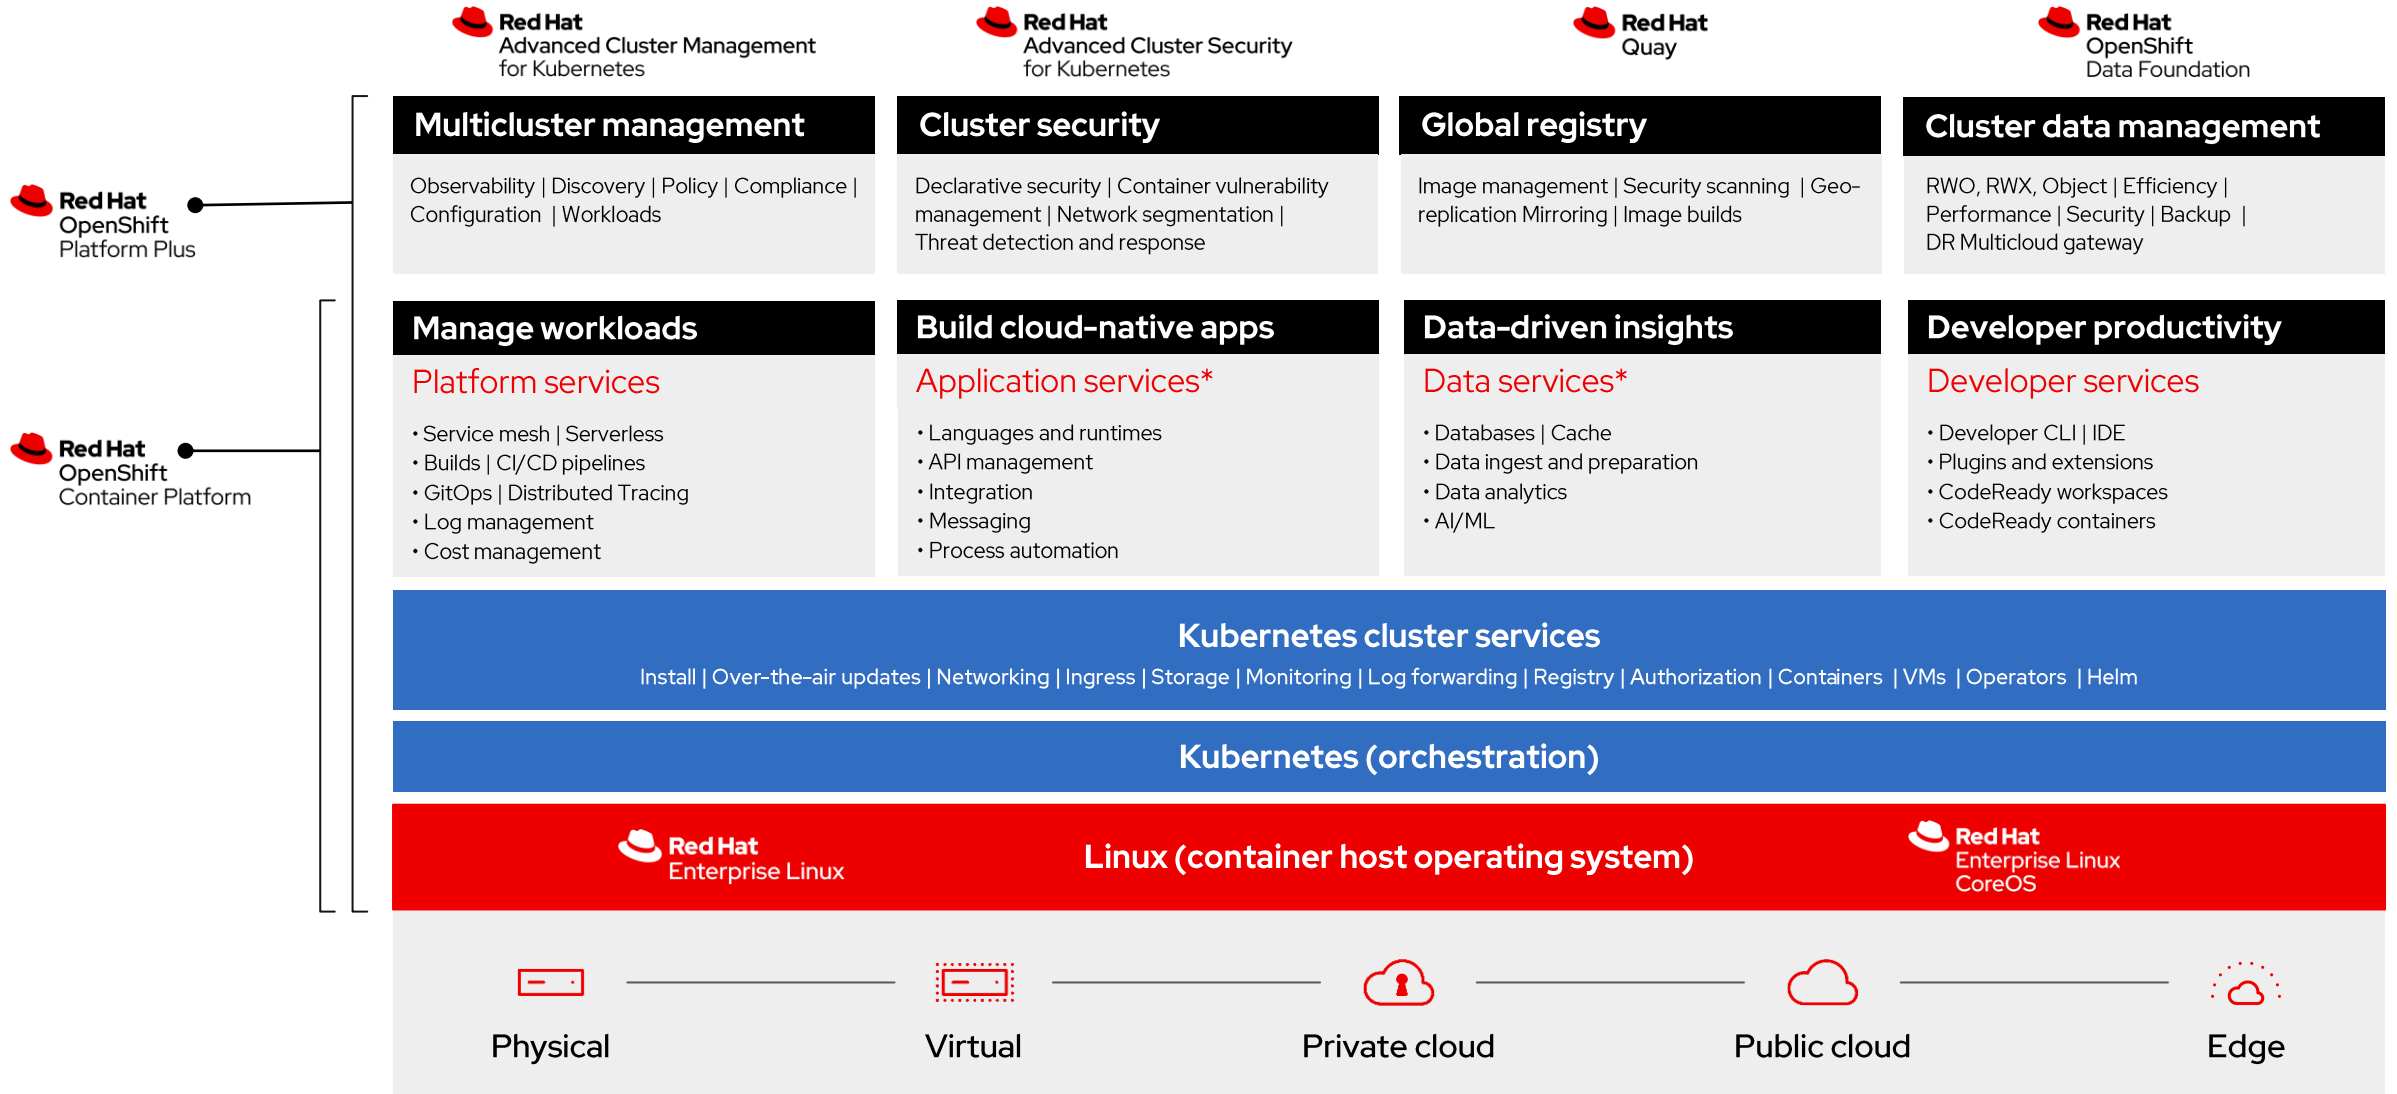 Red Hat
Advanced Cluster Management
for Kubernetes
Red Hat
Advanced Cluster Security
for Kubernetes
Red Hat
Quay
Red Hat
OpenShift
Data Foundation
Multicluster management
Observability | Discovery | Policy | Compliance |
Configuration | Workloads
Cluster security
Declarative security | Container vulnerability
management | Network segmentation |
Threat detection and response
Global registry
Image management | Security scanning | Geo-
replication Mirroring | Image builds
Cluster data management
RWO, RWX, Object | Efficiency |
Performance | Security | Backup |
DR Multicloud gateway
Red Hat
OpenShift
Platform Plus
Manage workloads
Platform services
• Service mesh | Serverless
• Builds | CI/CD pipelines
• GitOps | Distributed Tracing
• Log management
• Cost management
Build cloud-native apps
Application services*
• Languages and runtimes
• API management
• Integration
• Messaging
• Process automation
Data-driven insights
Data services*
• Databases | Cache
• Data ingest and preparation
• Data analytics
• AI/ML
Developer productivity
Developer services
• Developer CLI | IDE
• Plugins and extensions
• CodeReady workspaces
• CodeReady containers
Red Hat
OpenShift
Container Platform
Kubernetes cluster services
Install | Over-the-air updates | Networking | Ingress | Storage | Monitoring | Log forwarding | Registry | Authorization | Containers | VMs | Operators | Helm
Kubernetes (orchestration)
Red Hat
Enterprise Linux
Linux (container host operating system)
Red Hat
Enterprise Linux
CoreOS
Physical
Virtual
Private cloud
Public cloud
Edge